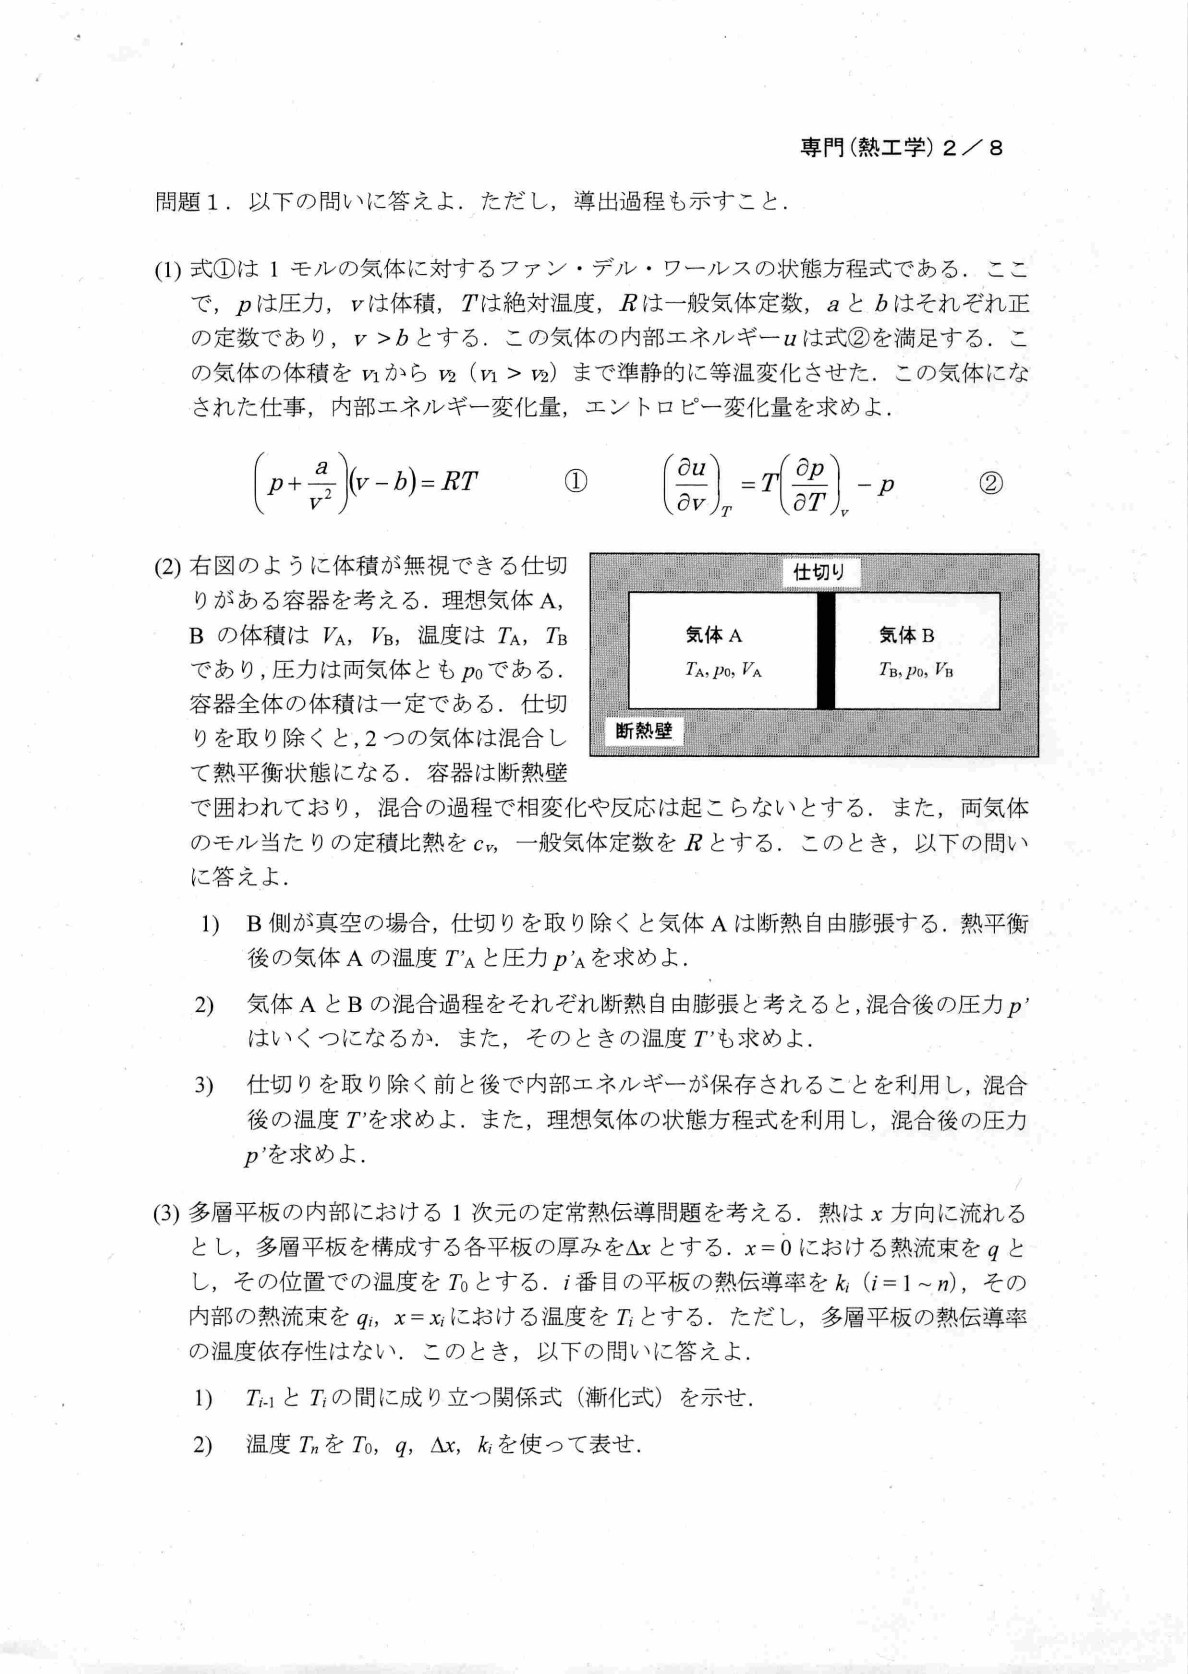 専門(熱工学) 2／8
問題１．以下の問いに答えよ．ただし，導出過程も示すこと．
(1) 式①は 1 モルの気体に対するファン・デル・ワールスの状態方程式である．ここ
で，pは圧力，vは体積，Tは絶対温度，Rは一般気体定数，aとbはそれぞれ正
の定数であり，v >bとする．この気体の内部エネルギーuは式②を満足する．こ
の気体の体積をv1からv2（v1 > v2）まで準静的に等温変化させた．この気体にな
された仕事，内部エネルギー変化量，エントロピー変化量を求めよ．
(p + a/v²)(v − b) = RT ① (∂u/∂v)_T = T(∂p/∂T)_v − p ②
(2) 右図のように体積が無視できる仕切
りがある容器を考える．理想気体 A,
B の体積は VA，VB，温度は TA，TB
であり，圧力は両気体とも p0である．
容器全体の体積は一定である．仕切
りを取り除くと，2 つの気体は混合し
て熱平衡状態になる．容器は断熱壁
仕切り
気体 A
TA, p0, VA
気体 B
TB, p0, VB
断熱壁
で囲われており，混合の過程で相変化や反応は起こらないとする．また，両気体
のモル当たりの定積比熱を cv，一般気体定数を R とする．このとき，以下の問い
に答えよ．
1) B 側が真空の場合，仕切りを取り除くと気体 A は断熱自由膨張する．熱平衡
後の気体 A の温度 T'A と圧力 p'A を求めよ．
2) 気体 A と B の混合過程をそれぞれ断熱自由膨張と考えると，混合後の圧力 p'
はいくつになるか．また，そのときの温度 T'も求めよ．
3) 仕切りを取り除く前と後で内部エネルギーが保存されることを利用し，混合
後の温度 T'を求めよ．また，理想気体の状態方程式を利用し，混合後の圧力
p'を求めよ．
(3) 多層平板の内部における 1 次元の定常熱伝導問題を考える．熱は x 方向に流れる
とし，多層平板を構成する各平板の厚みをΔx とする．x = 0 における熱流束を q と
し，その位置での温度を T0 とする．i 番目の平板の熱伝導率を ki（i = 1 ~ n)，その
内部の熱流束を qi，x = xi における温度を Ti とする．ただし，多層平板の熱伝導率
の温度依存性はない．このとき，以下の問いに答えよ．
1) Ti-1 と Ti の間に成り立つ関係式（漸化式）を示せ．
2) 温度 Tn を T0，q，Δx，ki を使って表せ．